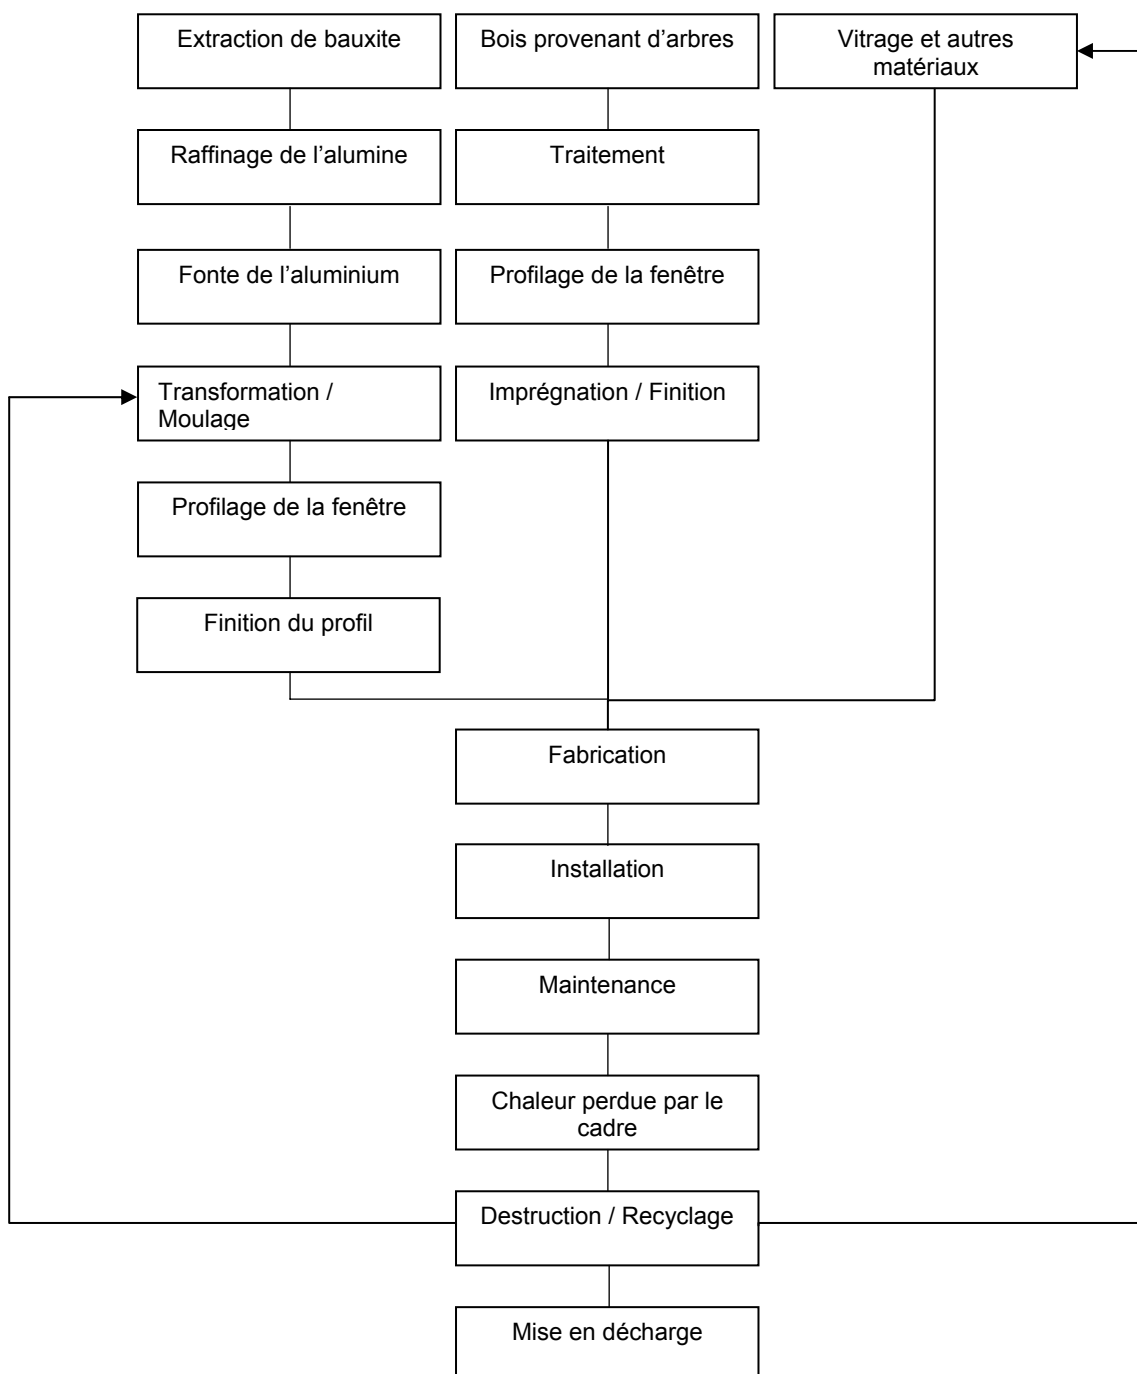 Extraction de bauxite
Bois provenant d’arbres
Vitrage et autres
matériaux
Raffinage de l’alumine
Traitement
Fonte de l’aluminium
Profilage de la fenêtre
Transformation /
Moulage
Imprégnation / Finition
Profilage de la fenêtre
Finition du profil
Fabrication
Installation
Maintenance
Chaleur perdue par le
cadre
Destruction / Recyclage
Mise en décharge